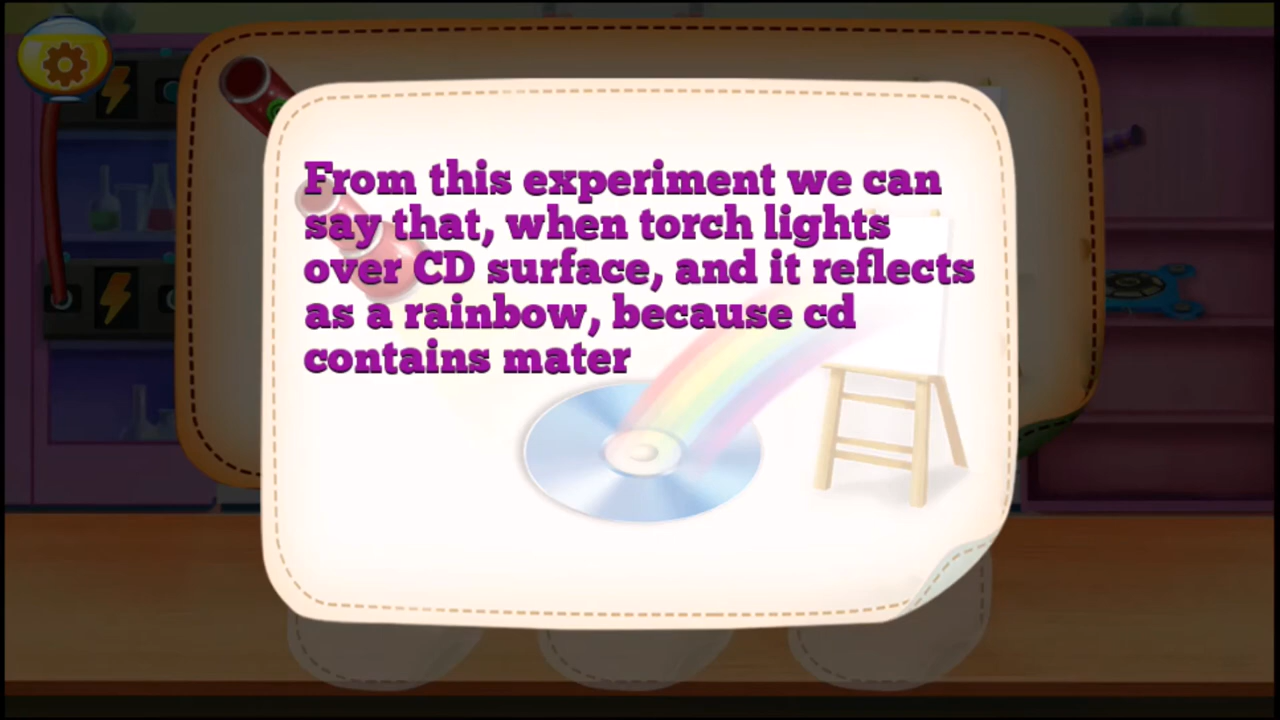 From this experiment we can
say that, when torch lights
over CD surface, and it reflects
as a rainbow, because cd
contains mater